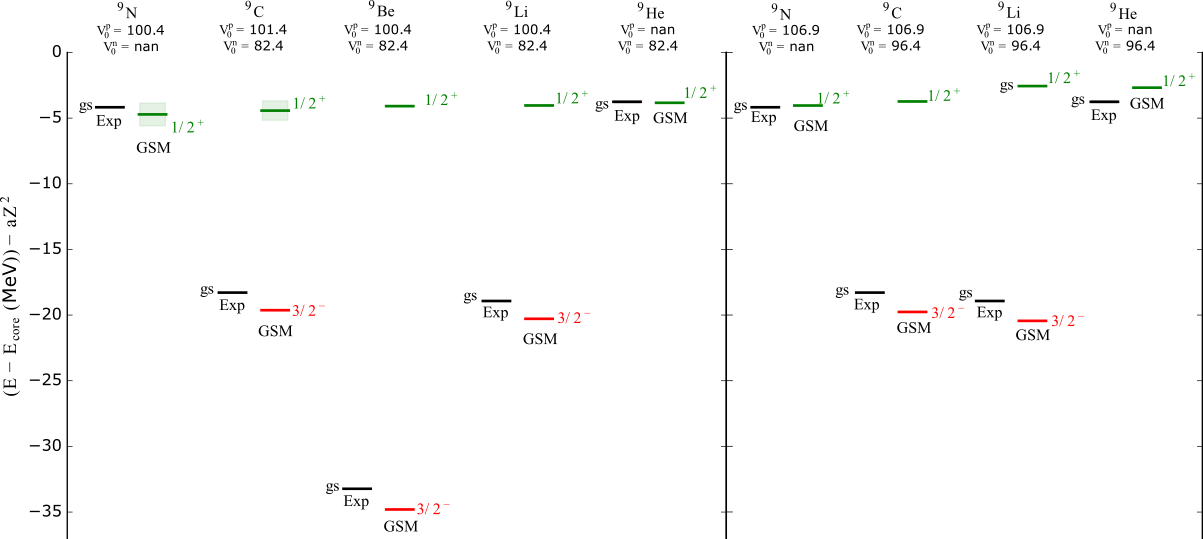 ⁹N ⁹C ⁹Be ⁹Li ⁹He ⁹N ⁹C ⁹Li ⁹He
V₀ᵖ = 100.4 V₀ᵖ = 101.4 V₀ᵖ = 100.4 V₀ᵖ = 100.4 V₀ᵖ = nan V₀ᵖ = 106.9 V₀ᵖ = 106.9 V₀ᵖ = 106.9 V₀ᵖ = nan
V₀ⁿ = nan V₀ⁿ = 82.4 V₀ⁿ = 82.4 V₀ⁿ = 82.4 V₀ⁿ = 82.4 V₀ⁿ = nan V₀ⁿ = 96.4 V₀ⁿ = 96.4 V₀ⁿ = 96.4
0
−5
−10
−15
−20
−25
−30
−35
(E − E core (MeV)) − aZ²
gs
Exp
1/2⁺
GSM
1/2⁺
gs
Exp
3/2⁻
GSM
1/2⁺
gs
Exp
3/2⁻
GSM
1/2⁺
gs
Exp
3/2⁻
GSM
gs
Exp
1/2⁺
GSM
gs
Exp
1/2⁺
GSM
1/2⁺
gs
Exp
3/2⁻
GSM
gs
1/2⁺
gs
Exp
3/2⁻
GSM
gs
Exp
1/2⁺
GSM